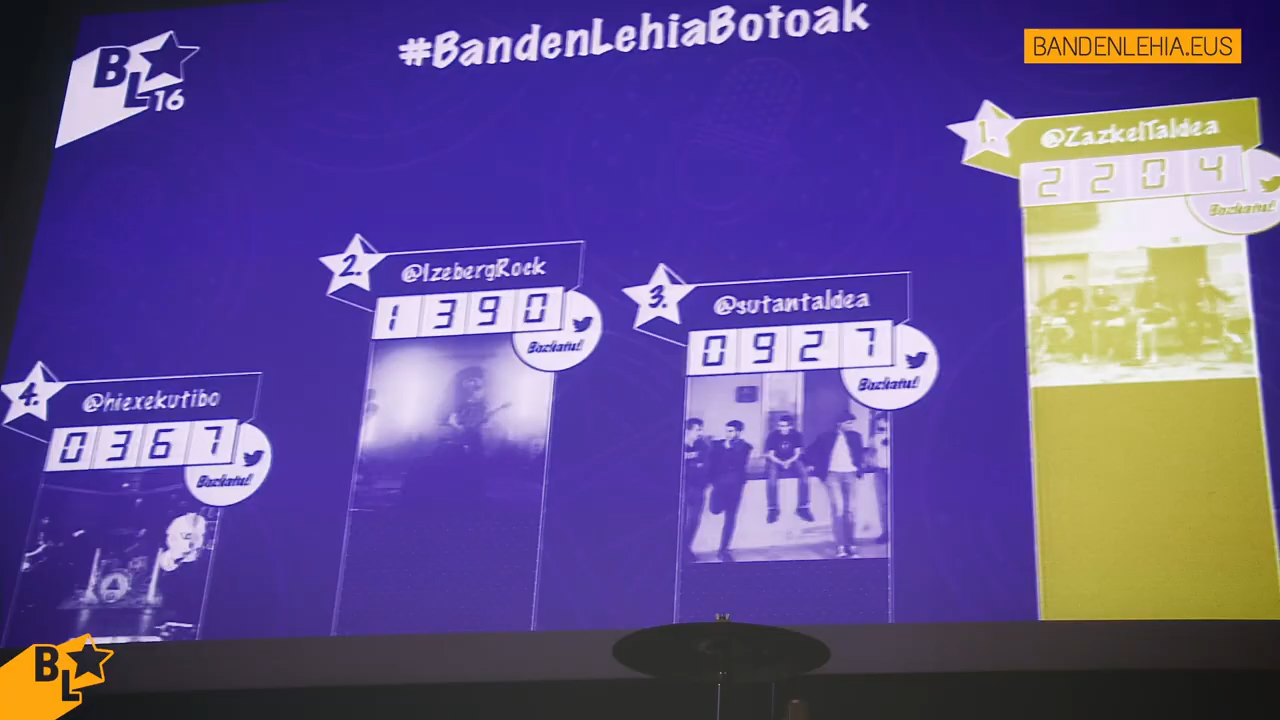 #BandenLehiaBotoak
BANDENLEHIA.EUS
BL
16
1.
@ZazkelTaldea
2204
Bozkatu!
2.
@IzebergRock
1390
Bozkatu!
3.
@sutantaldea
0927
Bozkatu!
4.
@hiexekutibo
0367
Bozkatu!
BL